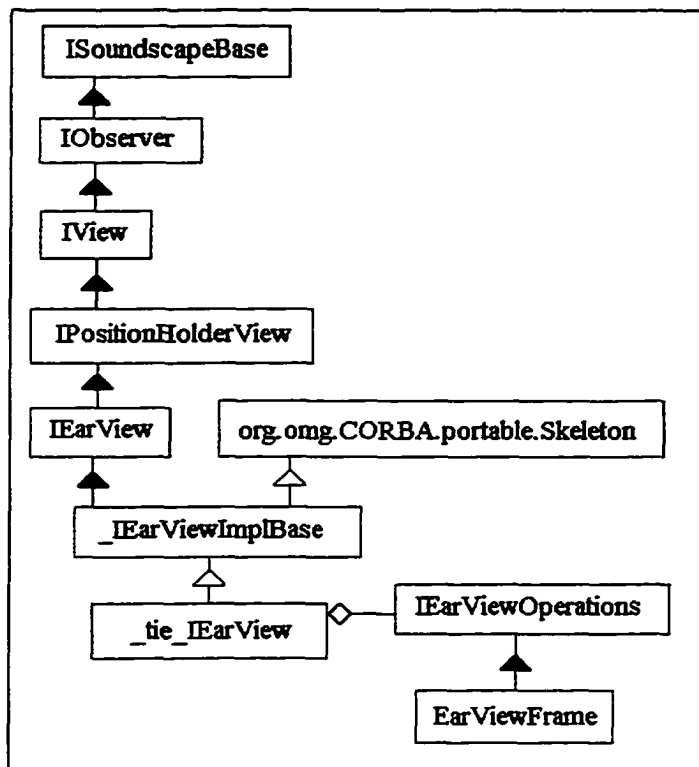 ISoundscapeBase
IObserver
IView
IPositionHolderView
IEarView
org.omg.CORBA.portable.Skeleton
_IEarViewImplBase
_tie_IEarView
IEarViewOperations
EarViewFrame